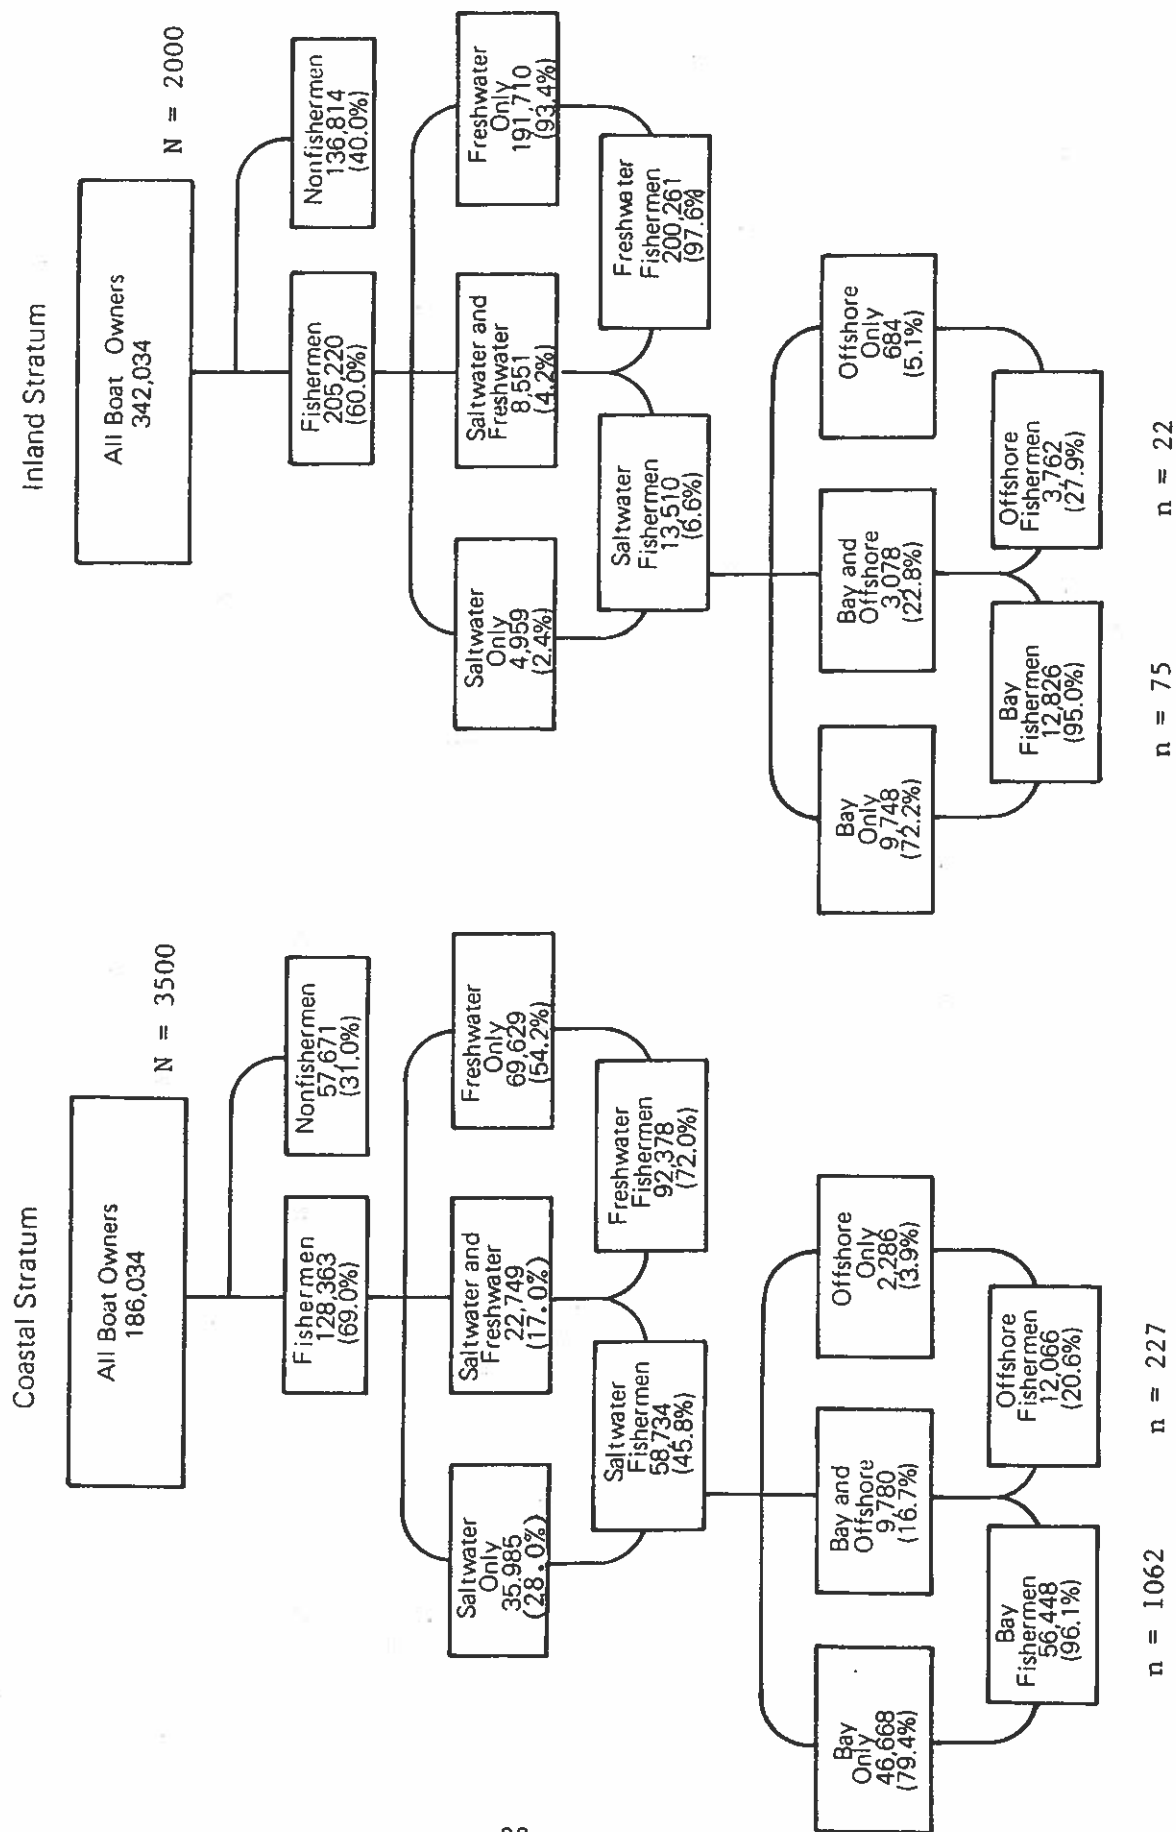 Coastal Stratum
All Boat Owners
186,034
N = 3500
Fishermen
128,363
(69.0%)
Nonfishermen
57,671
(31.0%)
Saltwater
Only
35.985
(28.0%)
Saltwater and
Freshwater
22,749
(17.0%)
Freshwater
Only
69,629
(54.2%)
Saltwater
Fishermen
58,734
(45.8%)
Freshwater
Fishermen
92,378
(72.0%)
Bay
Only
46,668
(79.4%)
Bay and
Offshore
9,780
(16.7%)
Offshore
Only
2,286
(3.9%)
Bay
Fishermen
56,448
(96.1%)
Offshore
Fishermen
12,066
(20.6%)
n = 1062
n = 227
Inland Stratum
All Boat Owners
342,034
N = 2000
Fishermen
205,220
(60.0%)
Nonfishermen
136,814
(40.0%)
Saltwater
Only
4,959
(2.4%)
Saltwater and
Freshwater
8,551
(4.2%)
Freshwater
Only
191,710
(93.4%)
Saltwater
Fishermen
13,510
(6.6%)
Freshwater
Fishermen
200,261
(97.6%)
Bay
Only
9,748
(72.2%)
Bay and
Offshore
3,078
(22.8%)
Offshore
Only
684
(5.1%)
Bay
Fishermen
12,826
(95.0%)
Offshore
Fishermen
3,762
(27.9%)
n = 75
n = 22